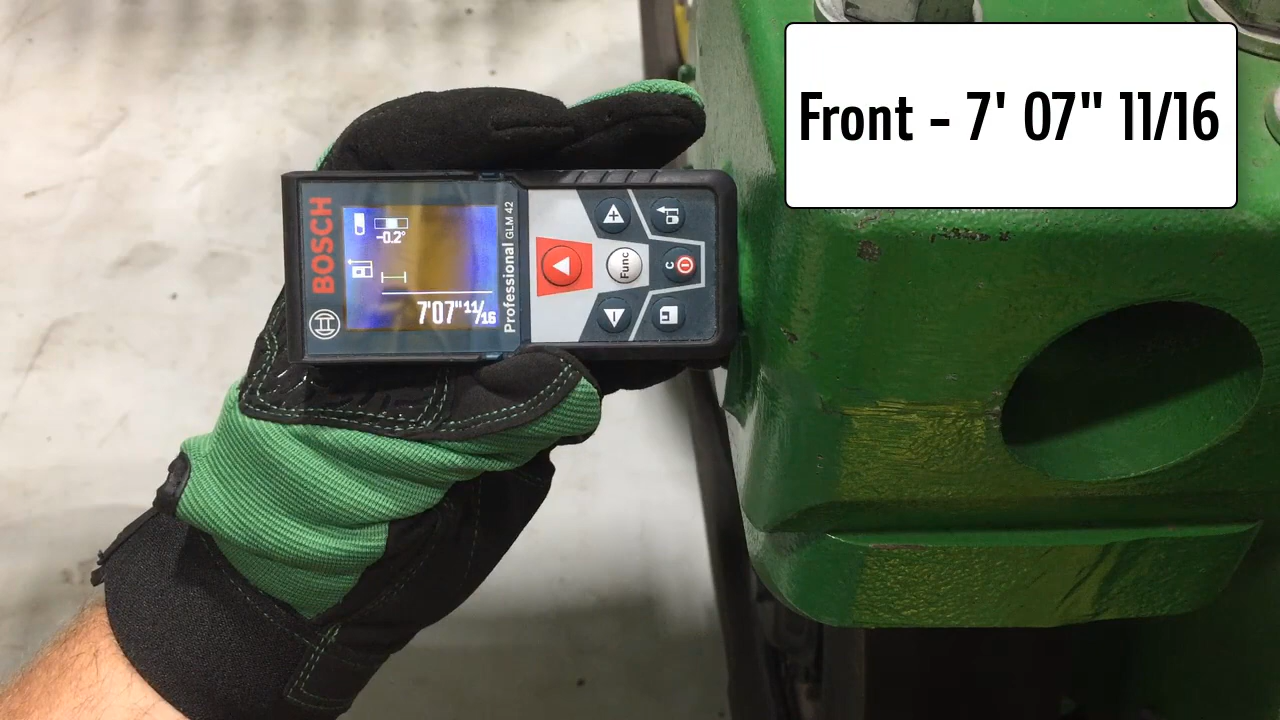 Front - 7' 07" 11/16
BOSCH
-0.2°
7'07"11/16
Professional GLM 42
Func
C